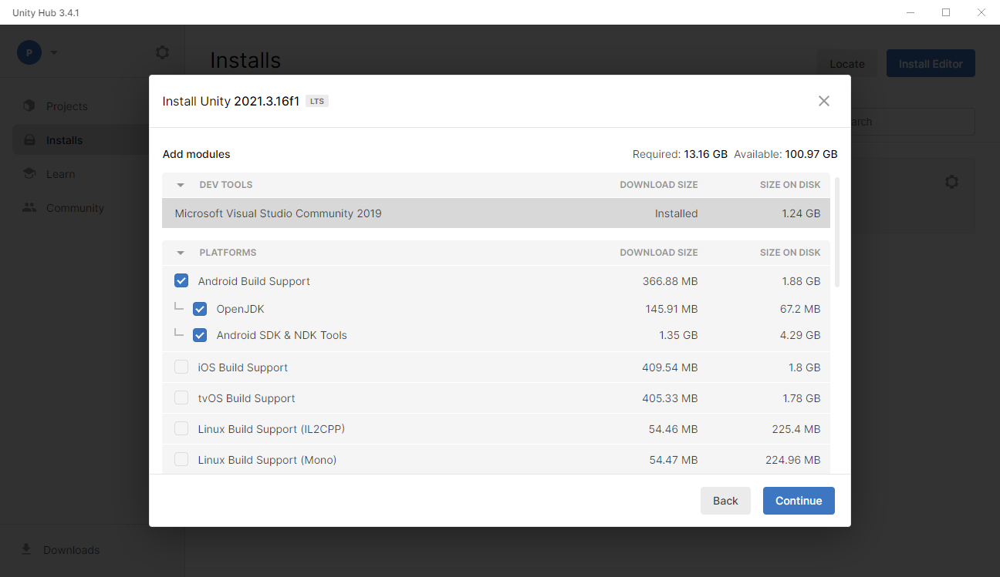 Unity Hub 3.4.1
P
Installs
Locate
Install Editor
Projects
Installs
Learn
Community
Downloads
arch
Install Unity 2021.3.16f1 LTS
Add modules Required: 13.16 GB Available: 100.97 GB
DEV TOOLS DOWNLOAD SIZE SIZE ON DISK
Microsoft Visual Studio Community 2019 Installed 1.24 GB
PLATFORMS DOWNLOAD SIZE SIZE ON DISK
Android Build Support 366.88 MB 1.88 GB
OpenJDK 145.91 MB 67.2 MB
Android SDK & NDK Tools 1.35 GB 4.29 GB
iOS Build Support 409.54 MB 1.8 GB
tvOS Build Support 405.33 MB 1.78 GB
Linux Build Support (IL2CPP) 54.46 MB 225.4 MB
Linux Build Support (Mono) 54.47 MB 224.96 MB
Back Continue